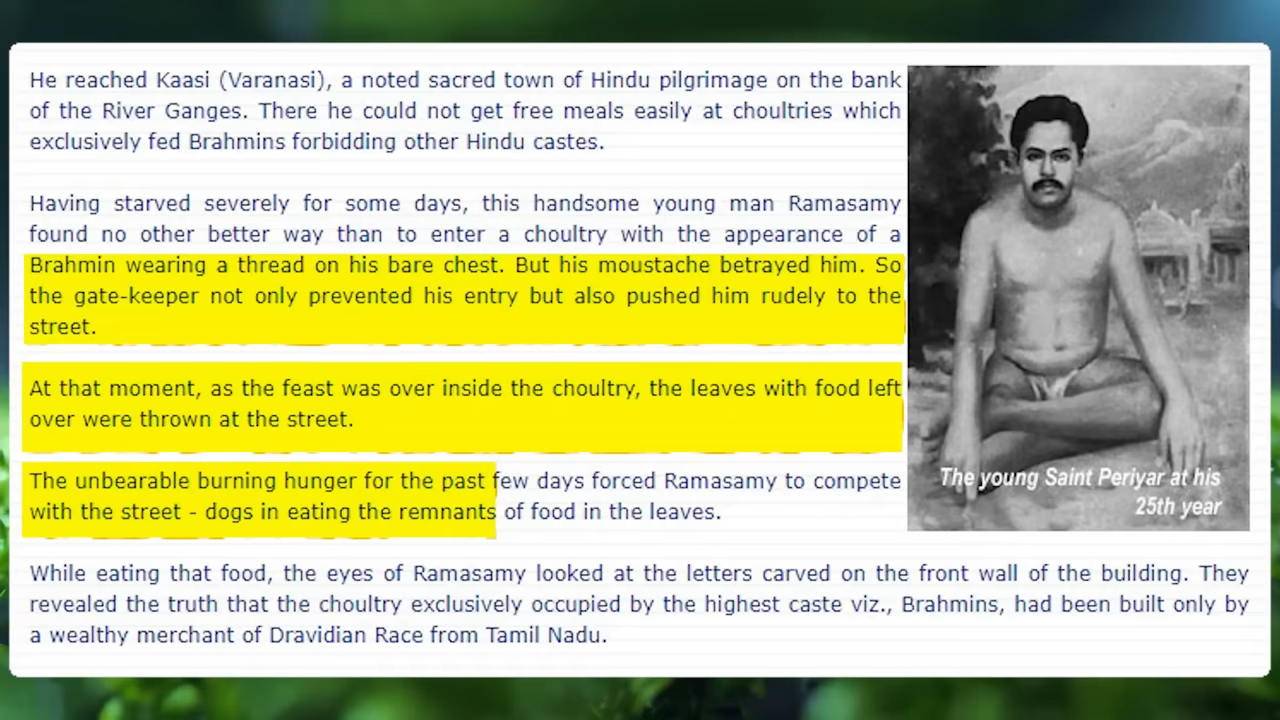 He reached Kaasi (Varanasi), a noted sacred town of Hindu pilgrimage on the bank
of the River Ganges. There he could not get free meals easily at choultries which
exclusively fed Brahmins forbidding other Hindu castes.
Having starved severely for some days, this handsome young man Ramasamy
found no other better way than to enter a choultry with the appearance of a
Brahmin wearing a thread on his bare chest. But his moustache betrayed him. So
the gate-keeper not only prevented his entry but also pushed him rudely to the
street.
At that moment, as the feast was over inside the choultry, the leaves with food left
over were thrown at the street.
The unbearable burning hunger for the past few days forced Ramasamy to compete
with the street - dogs in eating the remnants of food in the leaves.
The young Saint Periyar at his
25th year
While eating that food, the eyes of Ramasamy looked at the letters carved on the front wall of the building. They
revealed the truth that the choultry exclusively occupied by the highest caste viz., Brahmins, had been built only by
a wealthy merchant of Dravidian Race from Tamil Nadu.